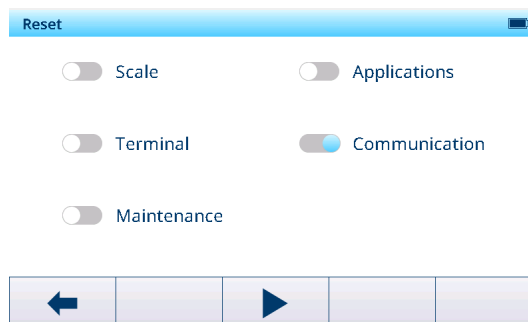 Reset
Scale
Applications
Terminal
Communication
Maintenance